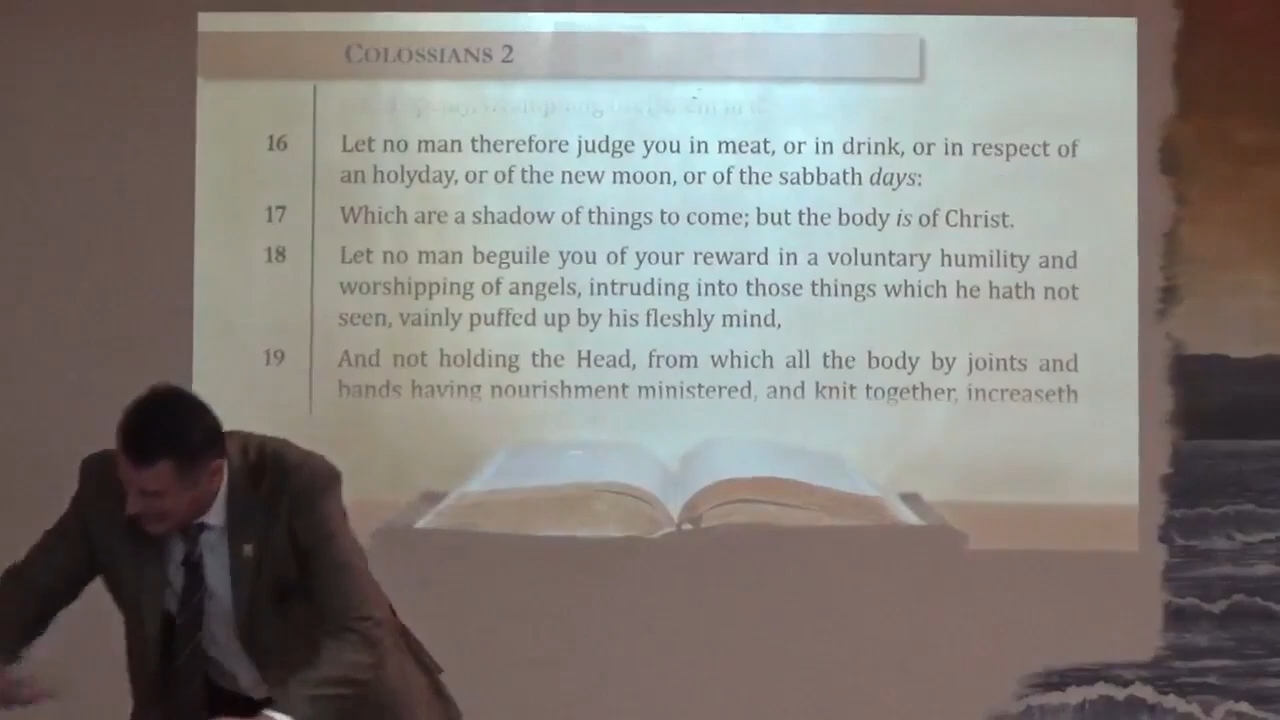 COLOSSIANS 2
16 Let no man therefore judge you in meat, or in drink, or in respect of
an holyday, or of the new moon, or of the sabbath days:
17 Which are a shadow of things to come; but the body is of Christ.
18 Let no man beguile you of your reward in a voluntary humility and
worshipping of angels, intruding into those things which he hath not
seen, vainly puffed up by his fleshly mind,
19 And not holding the Head, from which all the body by joints and
bands having nourishment ministered, and knit together, increaseth